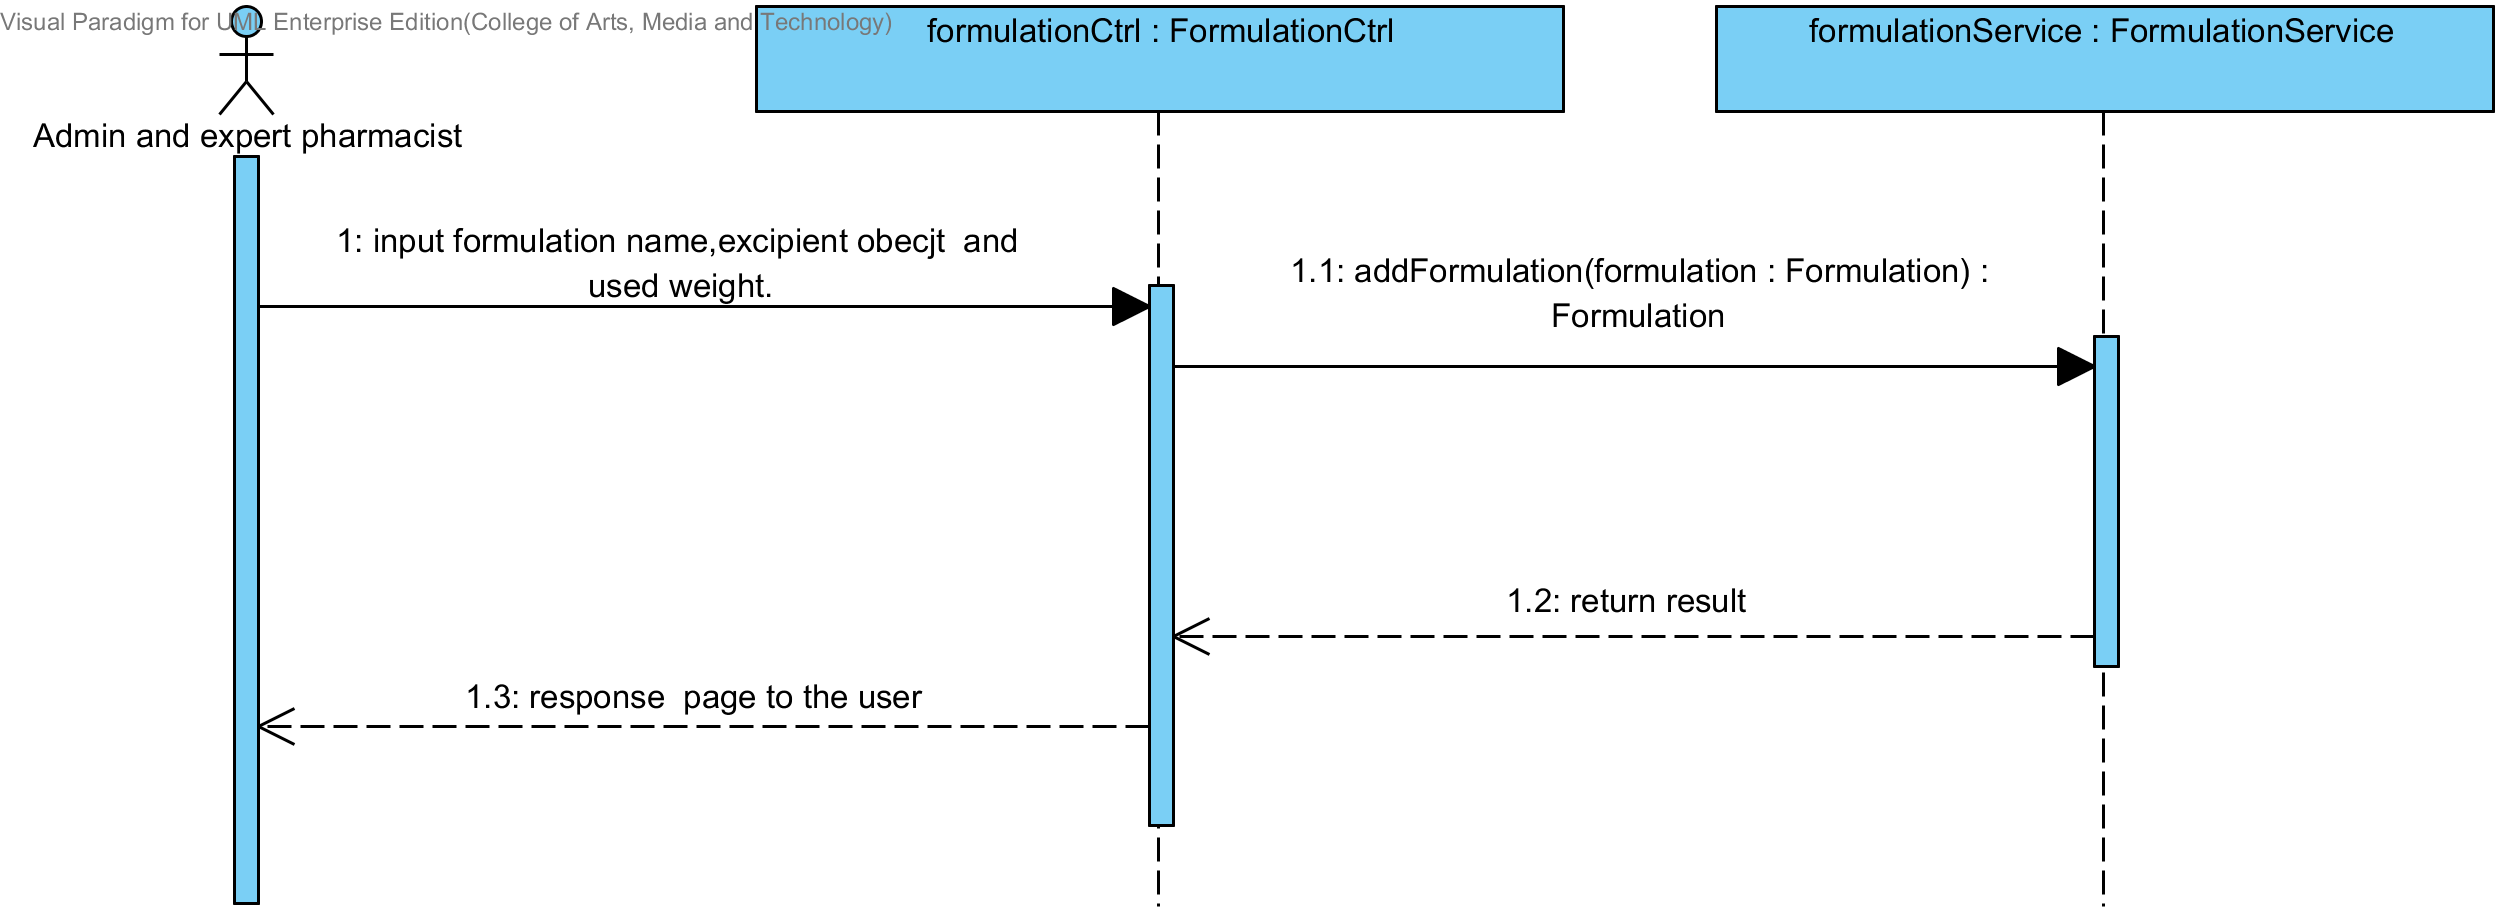 Visual Paradigm for UML Enterprise Edition(College of Arts, Media and Technology)
formulationCtrl : FormulationCtrl
formulationService : FormulationService
Admin and expert pharmacist
1: input formulation name,excipient obecjt  and
used weight.
1.1: addFormulation(formulation : Formulation) :
Formulation
1.2: return result
1.3: response  page to the user